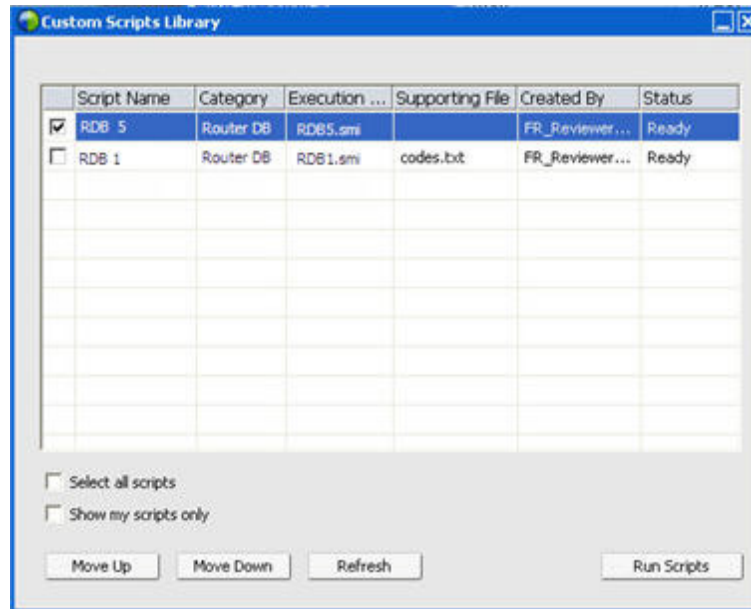 Custom Scripts Library
Script Name Category Execution ... Supporting File Created By Status
RDB 5 Router DB RDB5.smi FR_Reviewer... Ready
RDB 1 Router DB RDB1.smi codes.txt FR_Reviewer... Ready
Select all scripts
Show my scripts only
Move Up Move Down Refresh Run Scripts